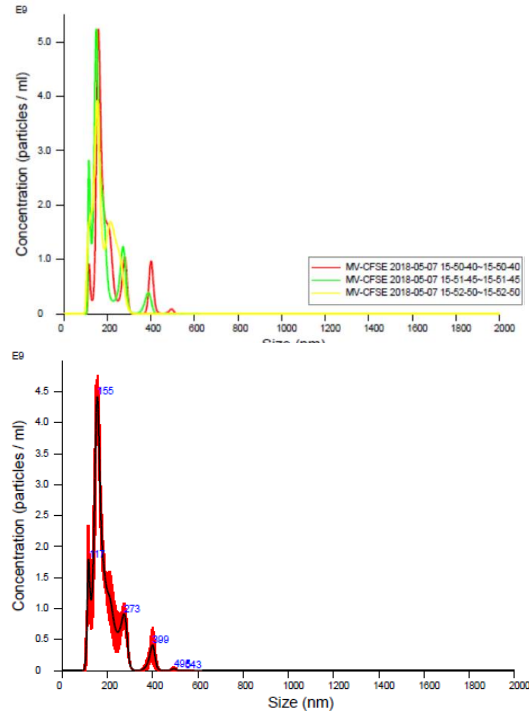 E9
5.0
4.0
3.0
2.0
1.0
0
Concentration (particles / ml)
MV-CFSE 2018-05-07 15-50-40~15-50-40
MV-CFSE 2018-05-07 15-51-45~15-51-45
MV-CFSE 2018-05-07 15-52-50~15-52-50
0 200 400 600 800 1000 1200 1400 1600 1800 2000
Size (nm)
E9
4.5
4.0
3.5
3.0
2.5
2.0
1.5
1.0
0.5
0
Concentration (particles / ml)
155
117
273
399
495
543
0 200 400 600 800 1000 1200 1400 1600 1800 2000
Size (nm)